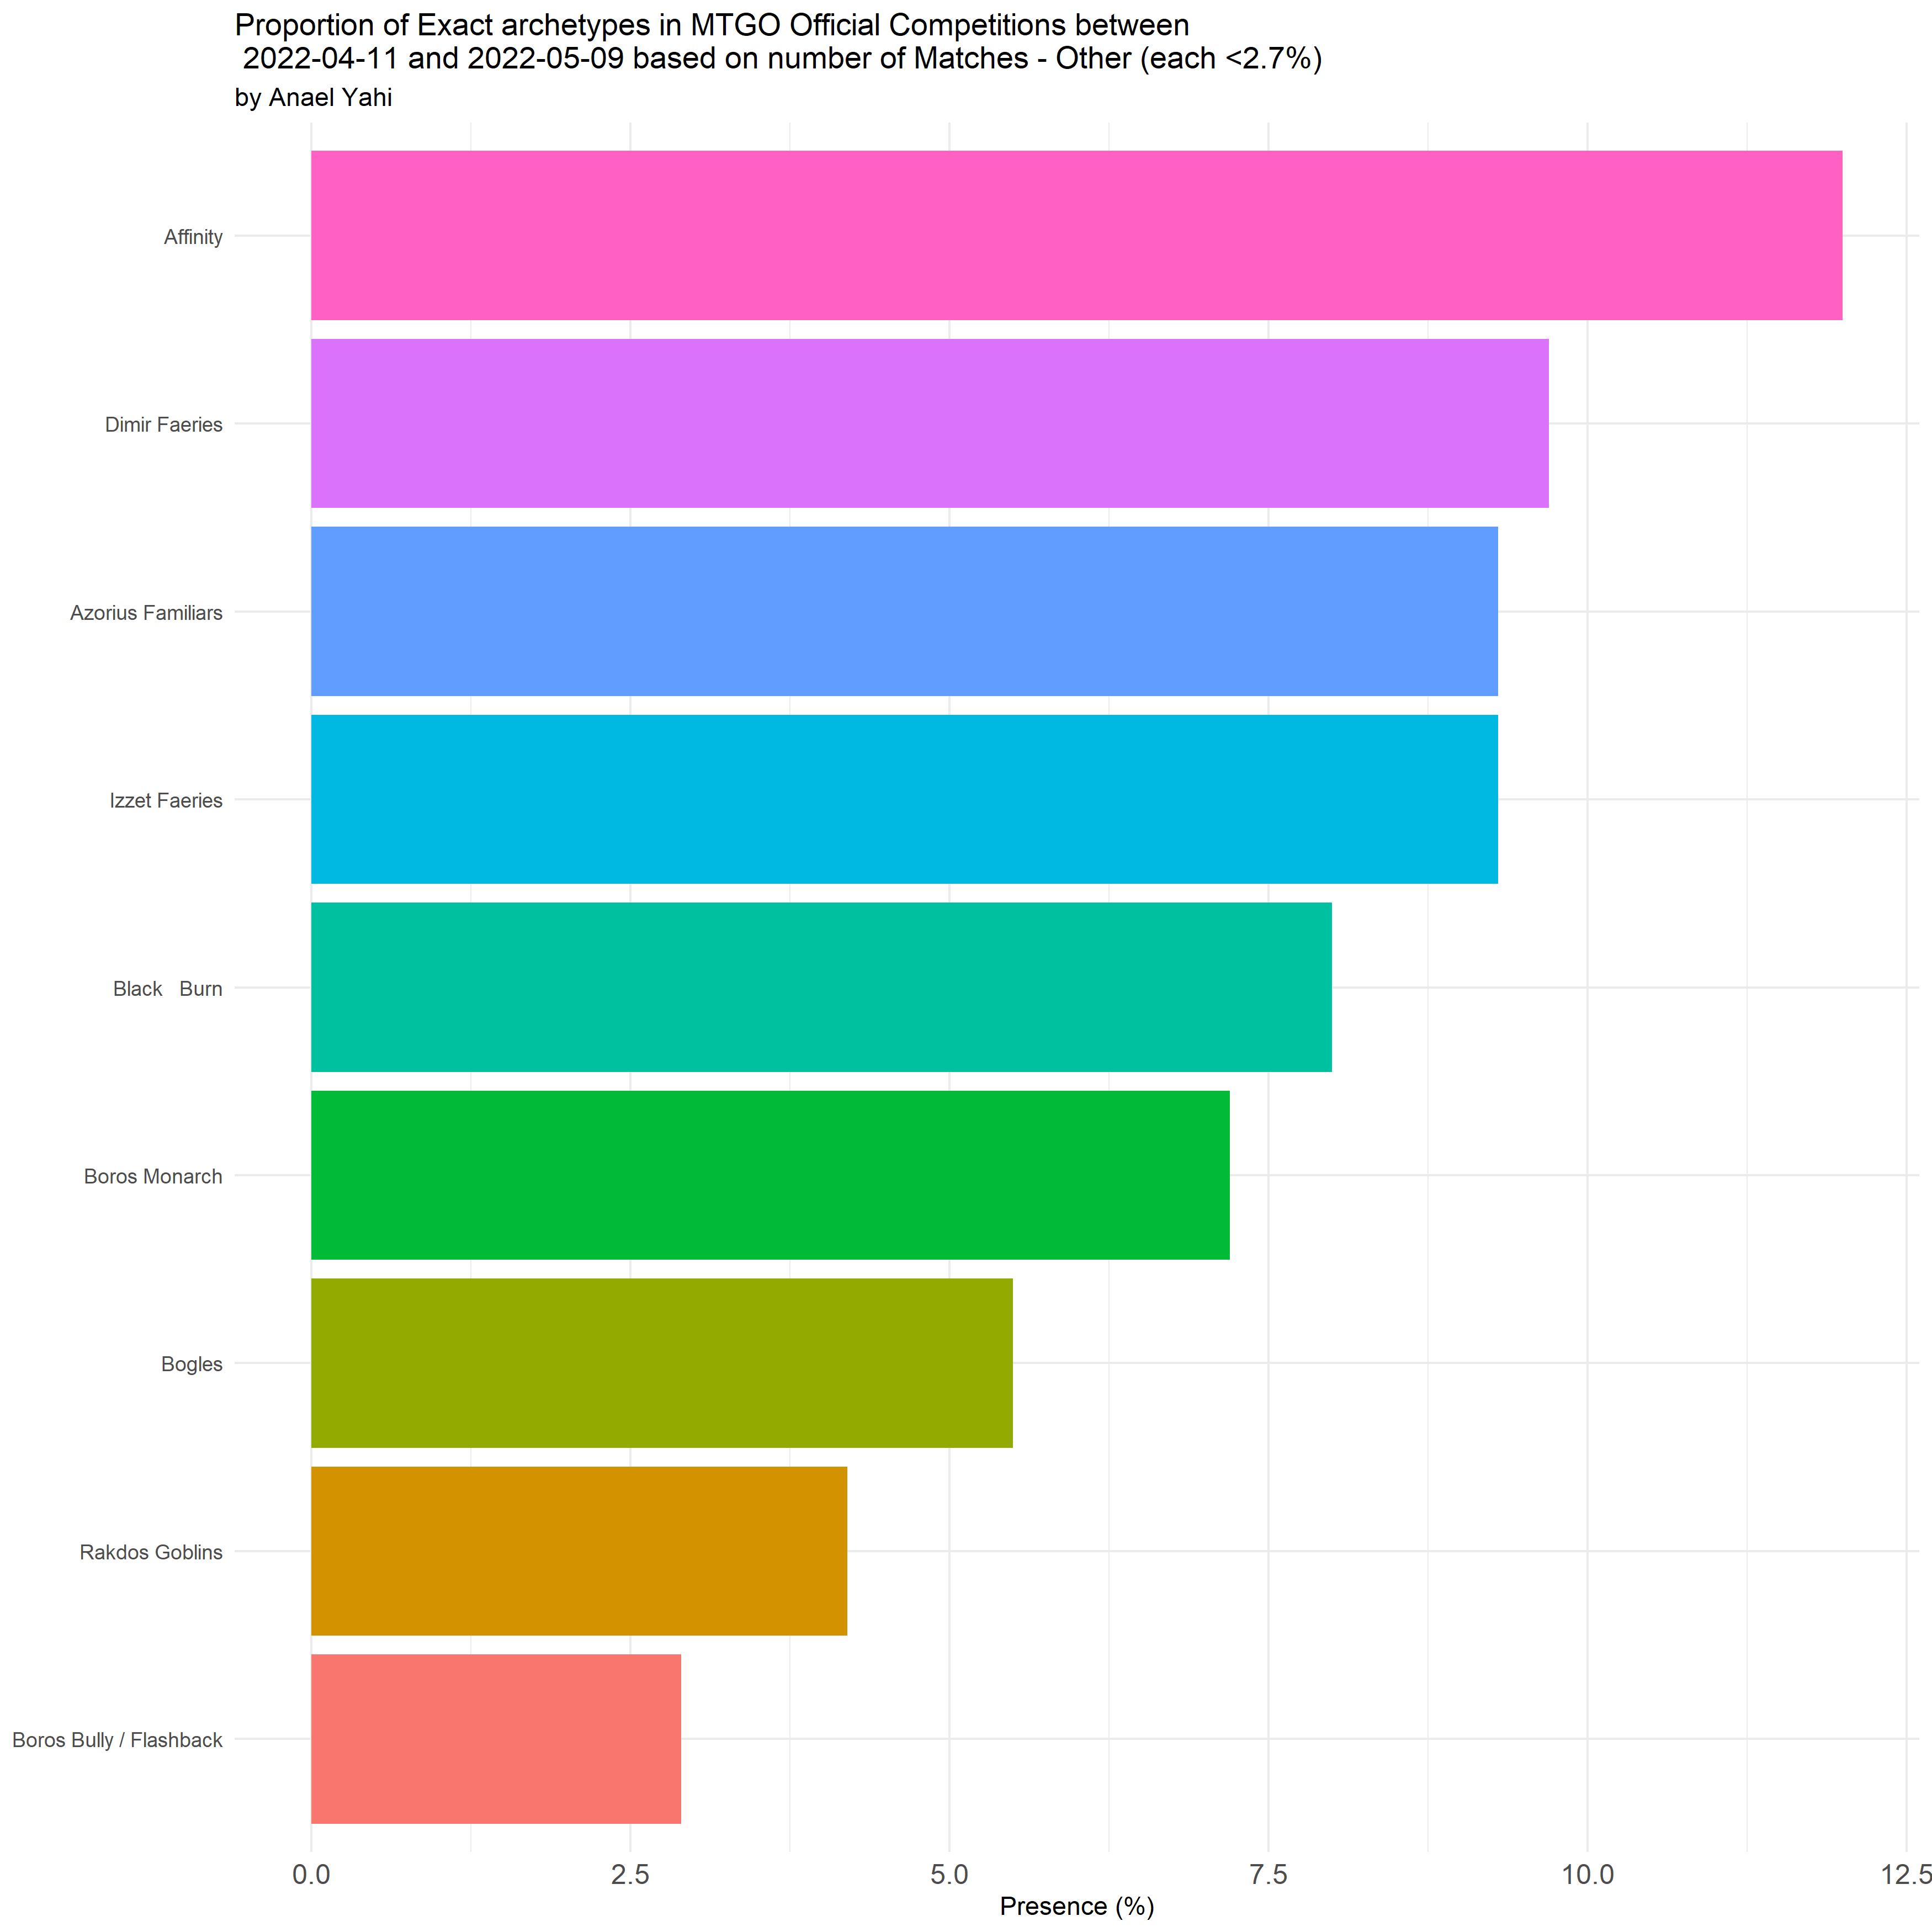 Proportion of Exact archetypes in MTGO Official Competitions between
2022-04-11 and 2022-05-09 based on number of Matches - Other (each <2.7%)
by Anael Yahi
Affinity
Dimir Faeries
Azorius Familiars
Izzet Faeries
Black   Burn
Boros Monarch
Bogles
Rakdos Goblins
Boros Bully / Flashback
0.0 2.5 5.0 7.5 10.0 12.5
Presence (%)